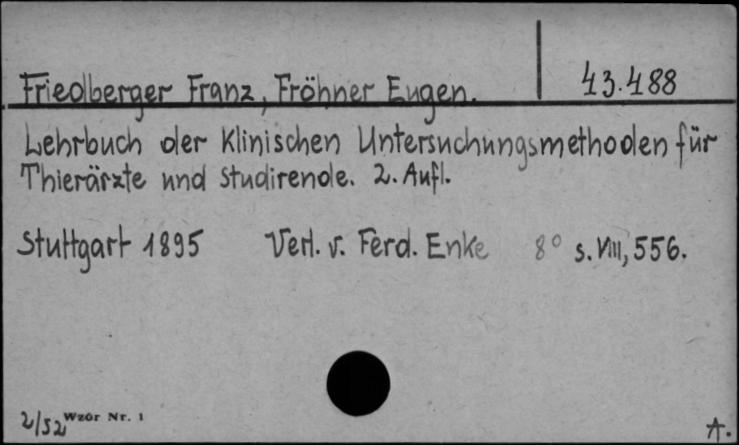 43.488
Friedberger Franz, Fröhner Eugen.
Lehrbuch der Klinischen Untersuchungsmethoden für
Thierärzte und Studirende. 2. Aufl.
Stuttgart 1895 Verl. v. Ferd. Enke 8° s. VIII, 556.
2/52 Wzór Nr. 1
A.